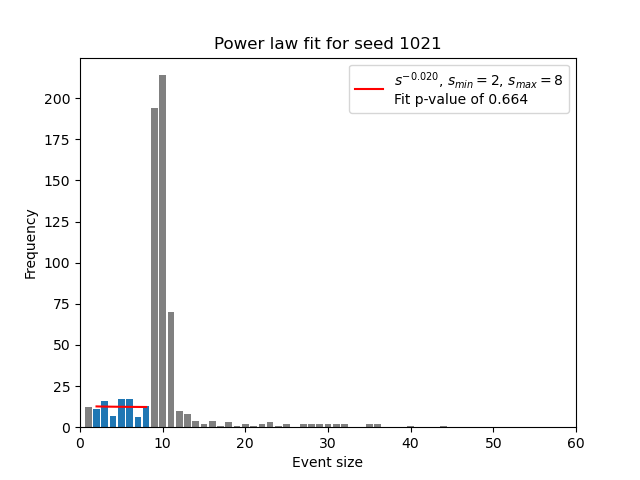 Power law fit for seed 1021
s^{-0.020}, s_{min} = 2, s_{max} = 8
Fit p-value of 0.664
Frequency
200
175
150
125
100
75
50
25
0
0 10 20 30 40 50 60
Event size